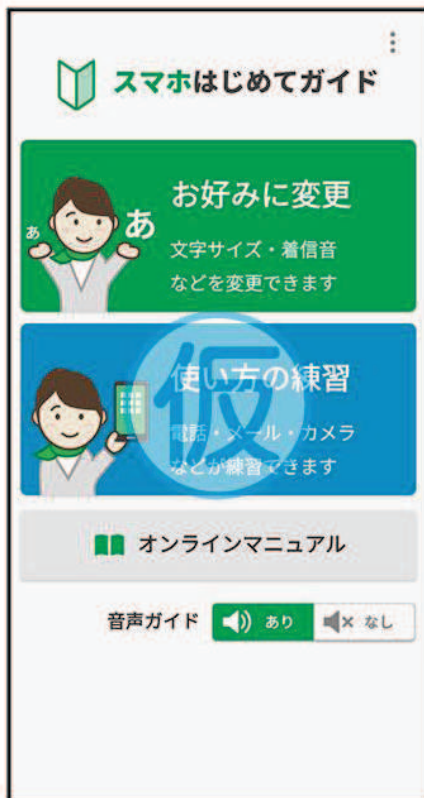 スマホはじめてガイド
お好みに変更
あ
あ
文字サイズ・着信音
などを変更できます
使い方の練習
仮
電話・メール・カメラ
などが練習できます
オンラインマニュアル
音声ガイド あり なし